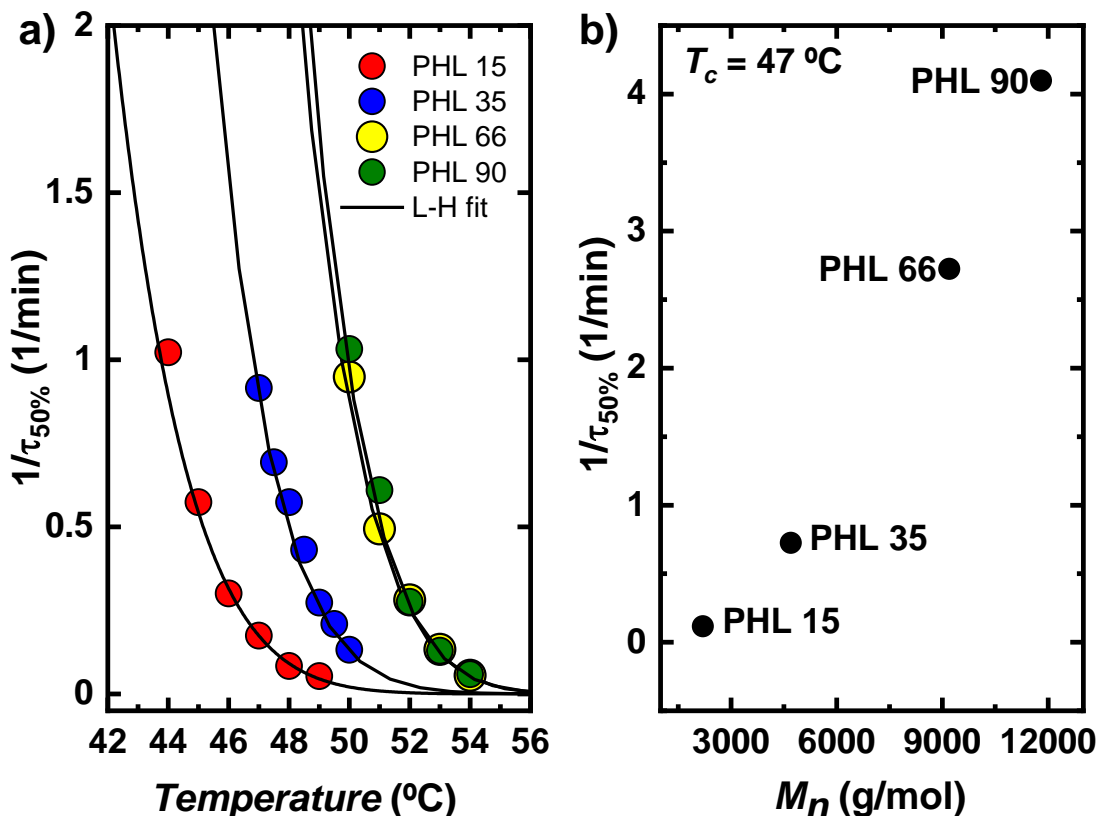 a)
PHL 15
PHL 35
PHL 66
PHL 90
L-H fit
2
1.5
1
0.5
0
1/τ50% (1/min)
42 44 46 48 50 52 54 56
Temperature (ºC)
b)
Tc = 47 ºC
PHL 90
PHL 66
PHL 35
PHL 15
4
3
2
1
0
1/τ50% (1/min)
3000 6000 9000 12000
Mn (g/mol)